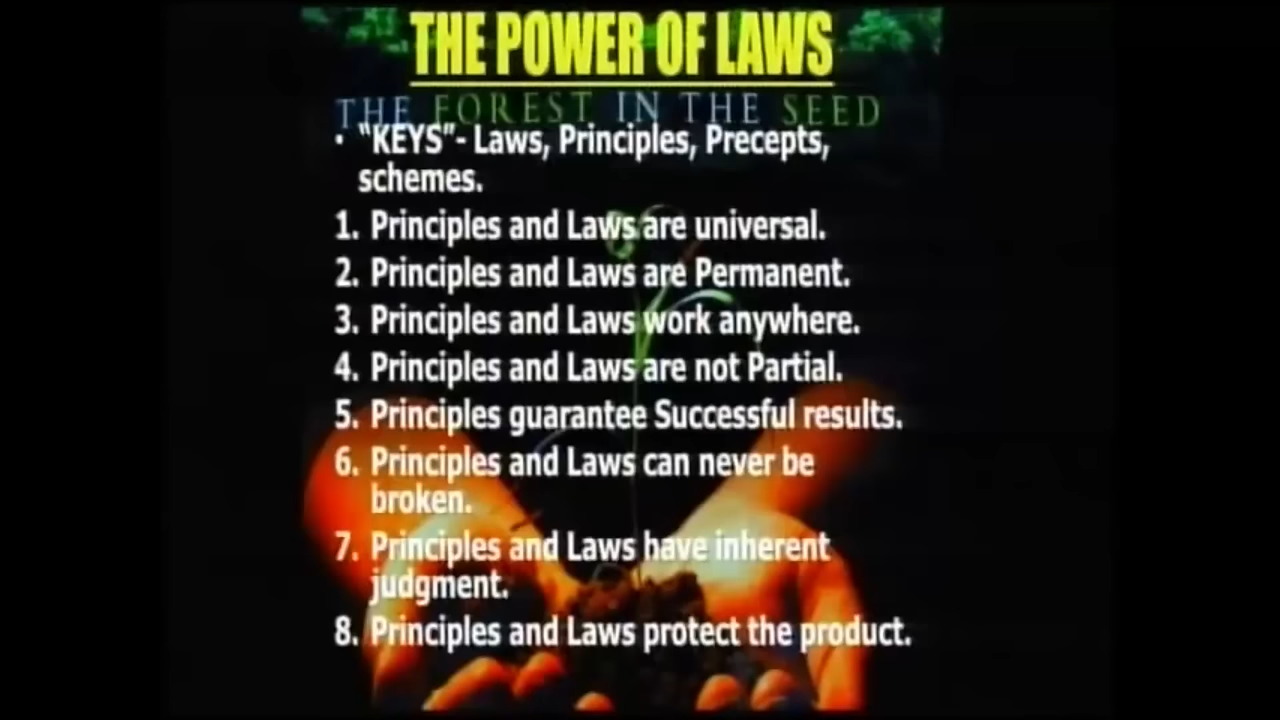 THE POWER OF LAWS
THE FOREST IN THE SEED
• “KEYS”- Laws, Principles, Precepts,
schemes.
1. Principles and Laws are universal.
2. Principles and Laws are Permanent.
3. Principles and Laws work anywhere.
4. Principles and Laws are not Partial.
5. Principles guarantee Successful results.
6. Principles and Laws can never be
broken.
7. Principles and Laws have inherent
judgment.
8. Principles and Laws protect the product.